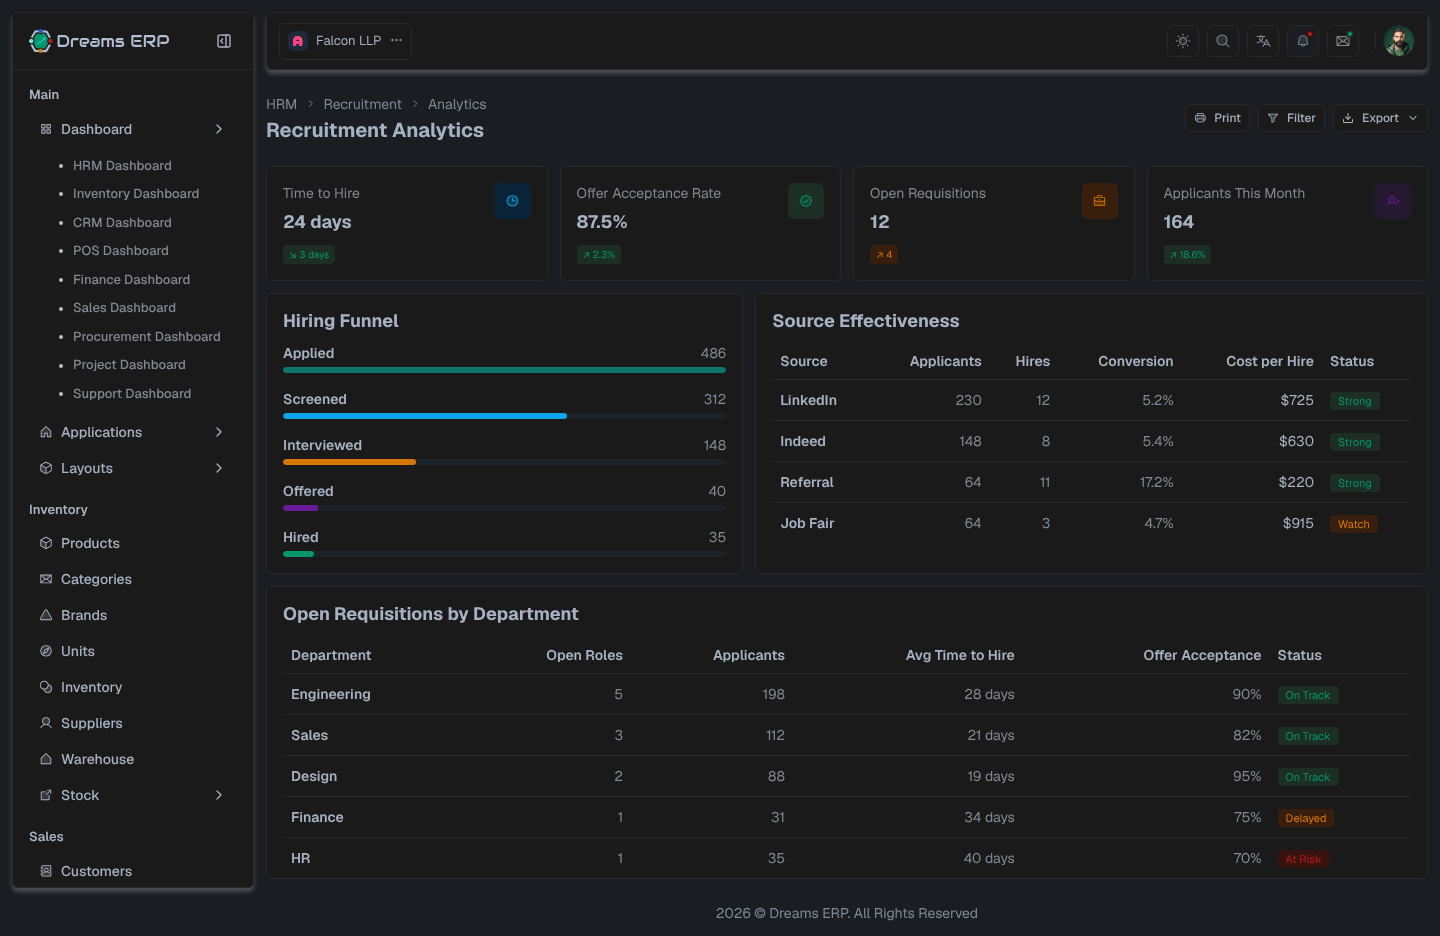 Dreams ERP
Main
Dashboard
HRM Dashboard
Inventory Dashboard
CRM Dashboard
POS Dashboard
Finance Dashboard
Sales Dashboard
Procurement Dashboard
Project Dashboard
Support Dashboard
Applications
Layouts
Inventory
Products
Categories
Brands
Units
Inventory
Suppliers
Warehouse
Stock
Sales
Customers
Falcon LLP
HRM Recruitment Analytics
Recruitment Analytics
Print Filter Export
Time to Hire
24 days
3 days
Offer Acceptance Rate
87.5%
2.3%
Open Requisitions
12
4
Applicants This Month
164
18.6%
Hiring Funnel
Applied 486
Screened 312
Interviewed 148
Offered 40
Hired 35
Source Effectiveness
Source Applicants Hires Conversion Cost per Hire Status
LinkedIn 230 12 5.2% $725 Strong
Indeed 148 8 5.4% $630 Strong
Referral 64 11 17.2% $220 Strong
Job Fair 64 3 4.7% $915 Watch
Open Requisitions by Department
Department Open Roles Applicants Avg Time to Hire Offer Acceptance Status
Engineering 5 198 28 days 90% On Track
Sales 3 112 21 days 82% On Track
Design 2 88 19 days 95% On Track
Finance 1 31 34 days 75% Delayed
HR 1 35 40 days 70% At Risk
2026 © Dreams ERP. All Rights Reserved